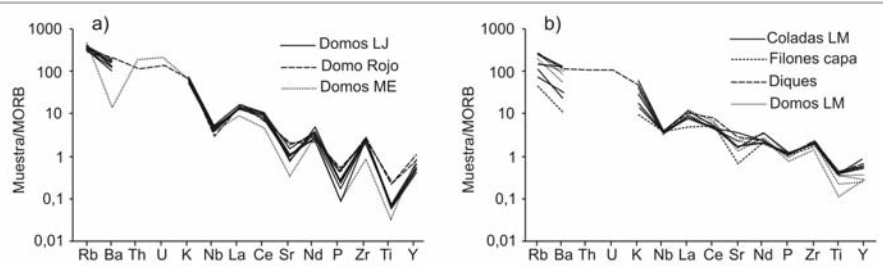 a)
Muestra/MORB
1000
100
10
1
0,1
0,01
Domos LJ
Domo Rojo
Domos ME
Rb Ba Th U K Nb La Ce Sr Nd P Zr Ti Y
b)
Muestra/MORB
1000
100
10
1
0,1
0,01
Coladas LM
Filones capa
Diques
Domos LM
Rb Ba Th U K Nb La Ce Sr Nd P Zr Ti Y